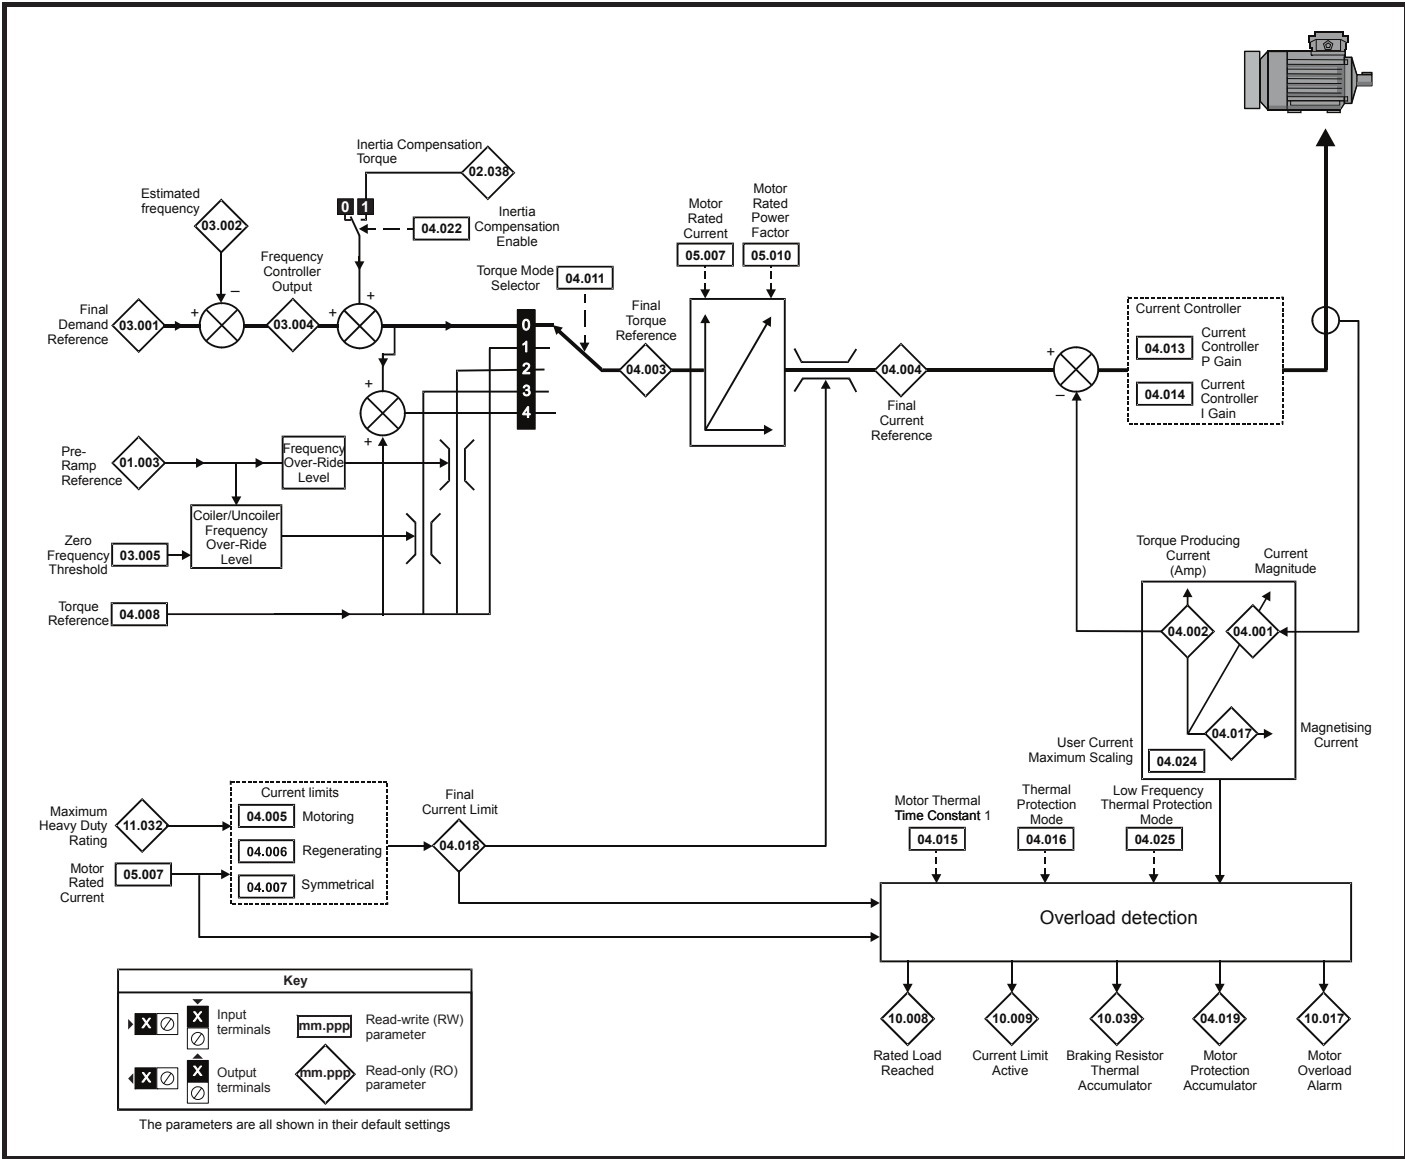 Inertia Compensation
Torque
02.038
Estimated
frequency
03.002
0 1
04.022
Inertia
Compensation
Enable
Motor
Rated
Current
05.007
Motor
Rated
Power
Factor
05.010
Frequency
Controller
Output
Torque Mode
Selector
04.011
Final
Demand
Reference
03.001
+
–
03.004
+
+
0
1
2
3
4
Final
Torque
Reference
04.003
04.004
Final
Current
Reference
+
–
Current Controller
04.013
Current
Controller
P Gain
04.014
Current
Controller
I Gain
+
+
Pre-
Ramp
Reference
01.003
Frequency
Over-Ride
Level
Coiler/Uncoiler
Frequency
Over-Ride
Level
Zero
Frequency
Threshold
03.005
Torque
Reference
04.008
Torque Producing
Current
(Amp)
Current
Magnitude
04.002
04.001
04.017
Magnetising
Current
User Current
Maximum Scaling
04.024
Maximum
Heavy Duty
Rating
11.032
Motor
Rated
Current
05.007
Current limits
04.005
Motoring
04.006
Regenerating
04.007
Symmetrical
Final
Current Limit
04.018
Motor Thermal
Time Constant 1
04.015
Thermal
Protection
Mode
04.016
Low Frequency
Thermal Protection
Mode
04.025
Overload detection
10.008
Rated Load
Reached
10.009
Current Limit
Active
10.039
Braking Resistor
Thermal
Accumulator
04.019
Motor
Protection
Accumulator
10.017
Motor
Overload
Alarm
Key
X
X
Input
terminals
mm.ppp
Read-write (RW)
parameter
X
X
Output
terminals
mm.ppp
Read-only (RO)
parameter
The parameters are all shown in their default settings